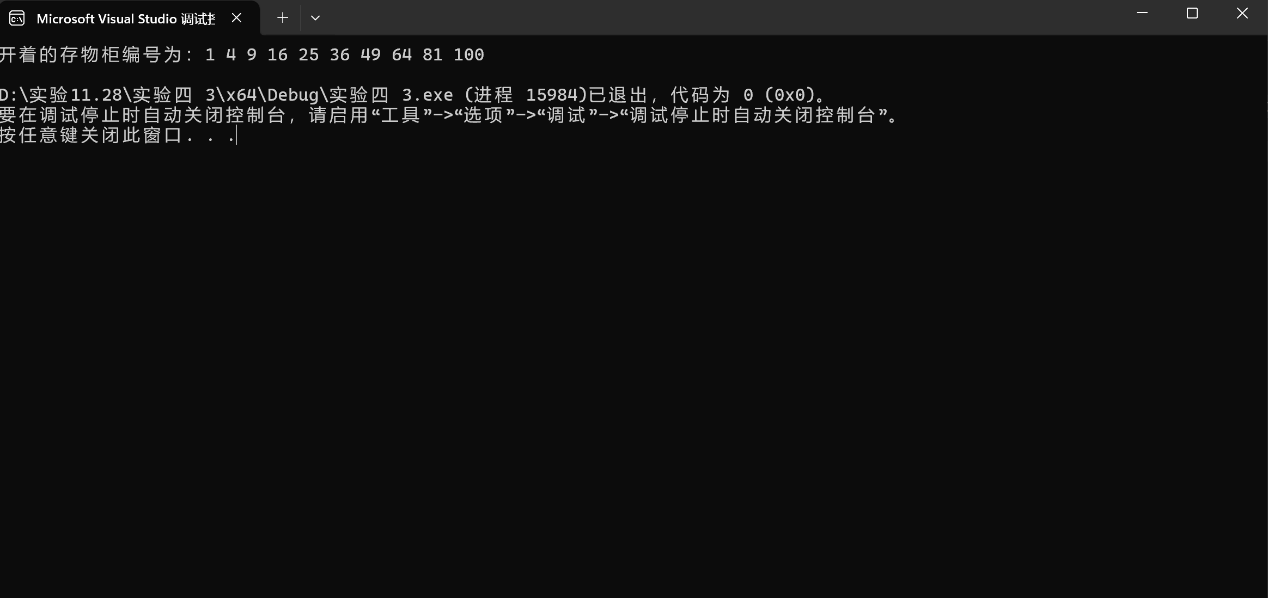 Microsoft Visual Studio 调试控
开着的存物柜编号为：1 4 9 16 25 36 49 64 81 100
D:\实验11.28\实验四 3\x64\Debug\实验四 3.exe (进程 15984)已退出，代码为 0 (0x0)。
要在调试停止时自动关闭控制台，请启用“工具”->“选项”->“调试”->“调试停止时自动关闭控制台”。
按任意键关闭此窗口. . .